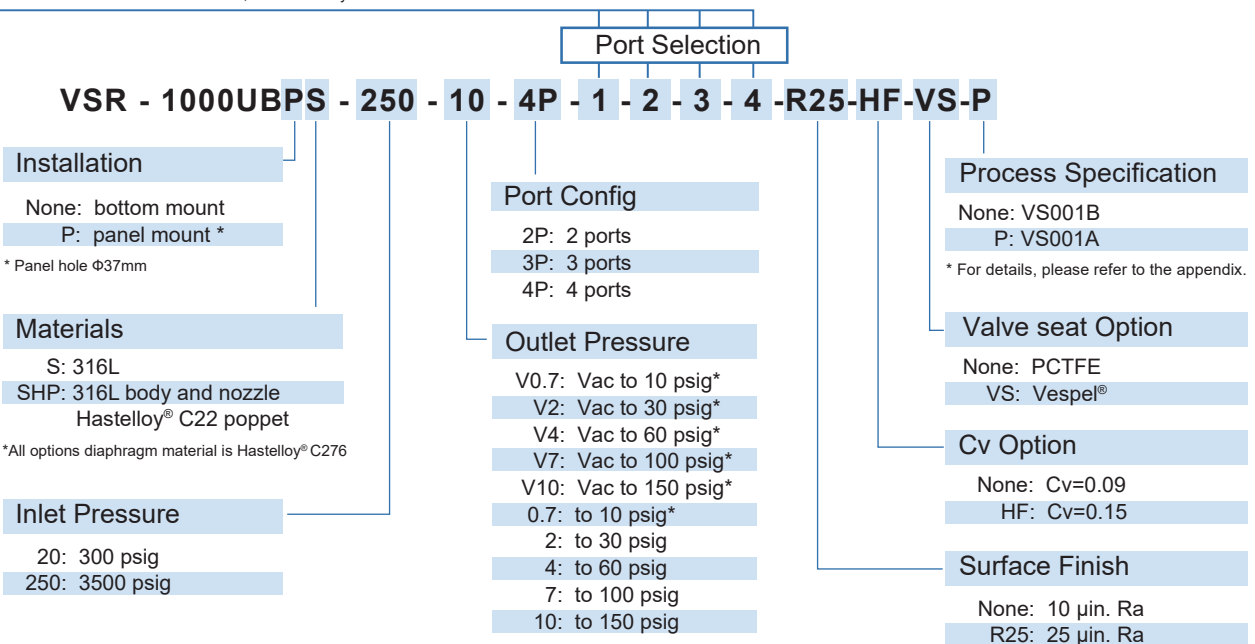 Port Selection
VSR - 1000UBPS - 250 - 10 - 4P - 1 - 2 - 3 - 4 -R25-HF-VS-P
Installation
None: bottom mount
P: panel mount *
* Panel hole Φ37mm
Materials
S: 316L
SHP: 316L body and nozzle
Hastelloy® C22 poppet
*All options diaphragm material is Hastelloy® C276
Inlet Pressure
20: 300 psig
250: 3500 psig
Port Config
2P: 2 ports
3P: 3 ports
4P: 4 ports
Outlet Pressure
V0.7: Vac to 10 psig*
V2: Vac to 30 psig*
V4: Vac to 60 psig*
V7: Vac to 100 psig*
V10: Vac to 150 psig*
0.7: to 10 psig*
2: to 30 psig
4: to 60 psig
7: to 100 psig
10: to 150 psig
Process Specification
None: VS001B
P: VS001A
* For details, please refer to the appendix.
Valve seat Option
None: PCTFE
VS: Vespel®
Cv Option
None: Cv=0.09
HF: Cv=0.15
Surface Finish
None: 10 µin. Ra
R25: 25 µin. Ra